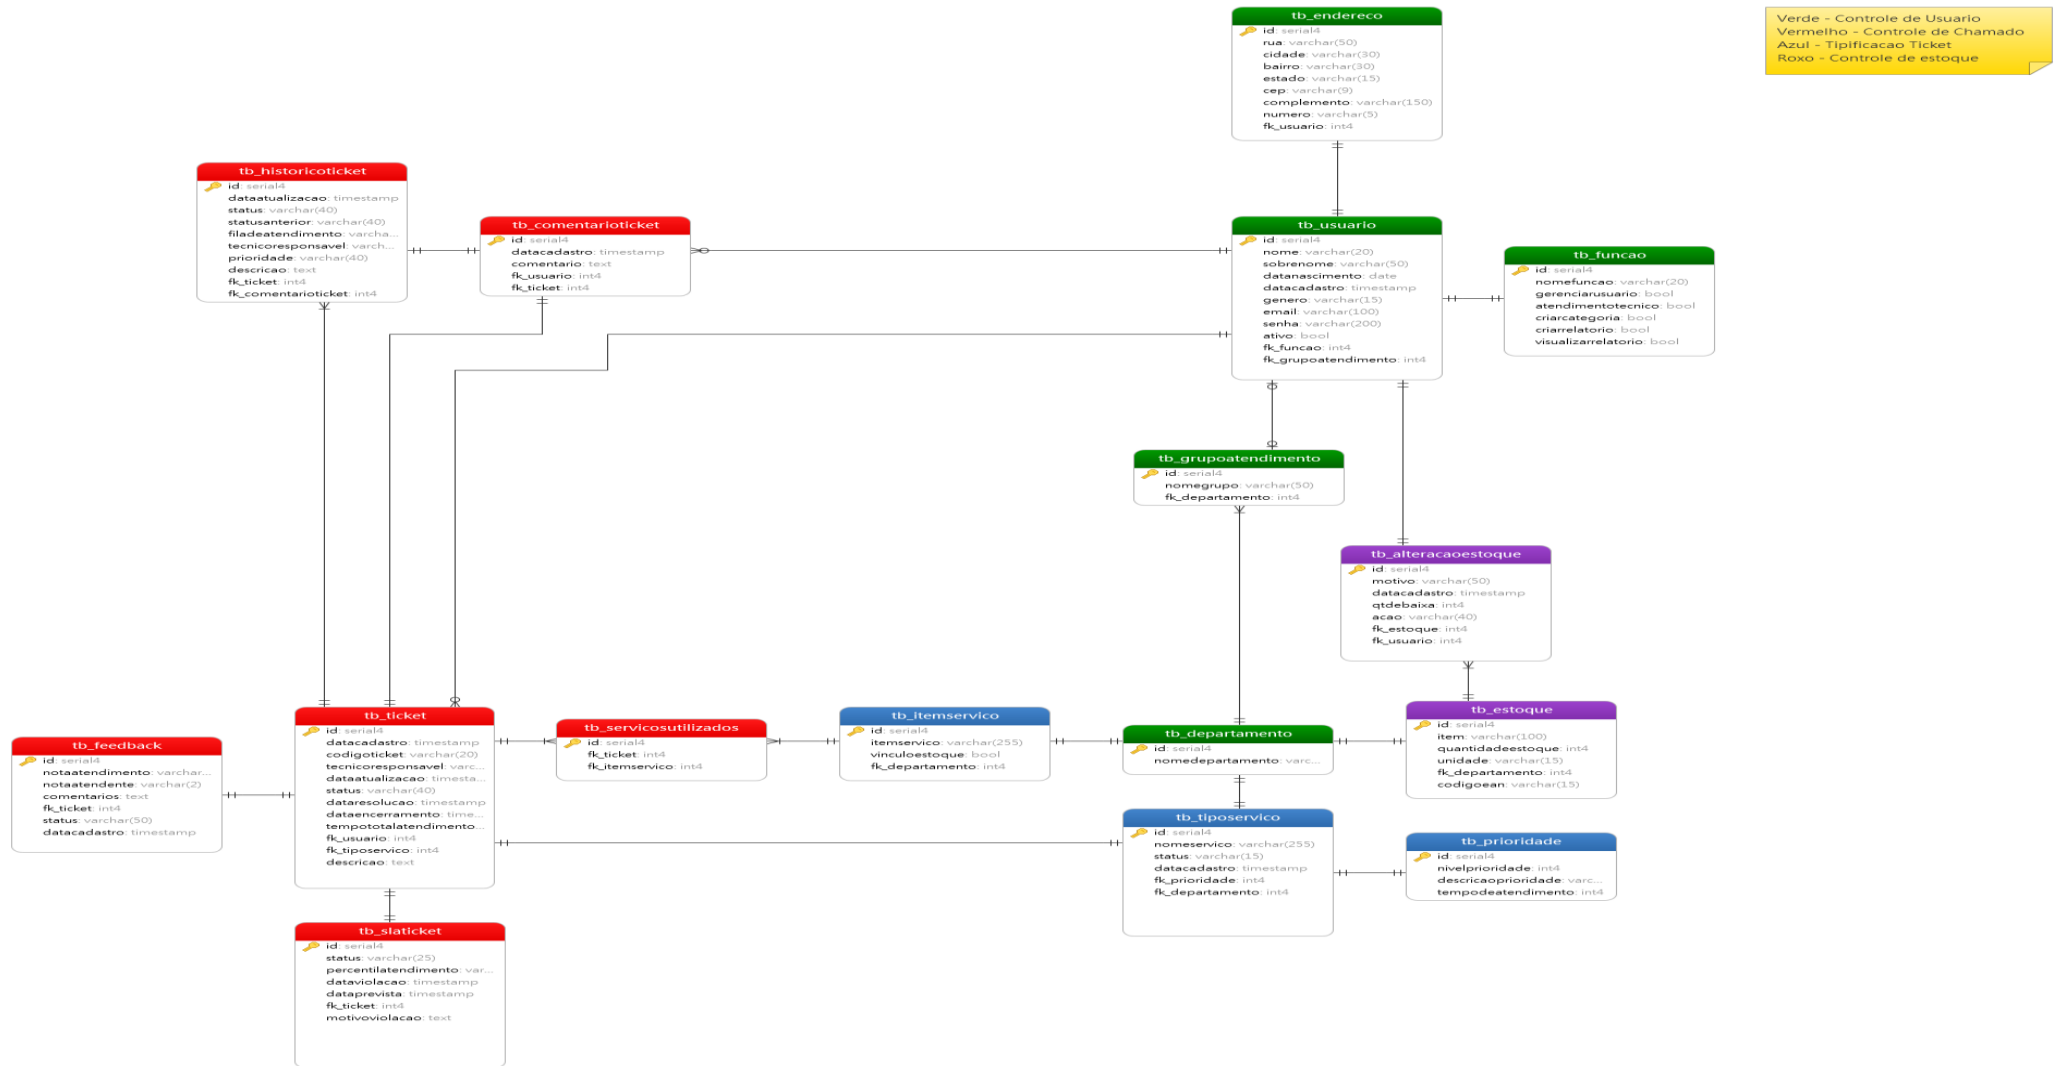 tb_endereco
id: serial4
rua: varchar(50)
cidade: varchar(30)
bairro: varchar(30)
estado: varchar(15)
cep: varchar(9)
complemento: varchar(150)
numero: varchar(5)
fk_usuario: int4
Verde - Controle de Usuario
Vermelho - Controle de Chamado
Azul - Tipificacao Ticket
Roxo - Controle de estoque
tb_historicoticket
id: serial4
dataatualizacao: timestamp
status: varchar(40)
statusanterior: varchar(40)
filadeatendimento: varcha...
tecnicoresponsavel: varch...
prioridade: varchar(40)
descricao: text
fk_ticket: int4
fk_comentarioticket: int4
tb_comentarioticket
id: serial4
datacadastro: timestamp
comentario: text
fk_usuario: int4
fk_ticket: int4
tb_usuario
id: serial4
nome: varchar(20)
sobrenome: varchar(50)
datanascimento: date
datacadastro: timestamp
genero: varchar(15)
email: varchar(100)
senha: varchar(200)
ativo: bool
fk_funcao: int4
fk_grupoatendimento: int4
tb_funcao
id: serial4
nomefuncao: varchar(20)
gerenciarusuario: bool
atendimentotecnico: bool
criarcategoria: bool
criarrelatorio: bool
visualizarrelatorio: bool
tb_grupoatendimento
id: serial4
nomegrupo: varchar(50)
fk_departamento: int4
tb_alteracaoestoque
id: serial4
motivo: varchar(50)
datacadastro: timestamp
qtdebaixa: int4
acao: varchar(40)
fk_estoque: int4
fk_usuario: int4
tb_feedback
id: serial4
notaatendimento: varchar...
notaatendente: varchar(2)
comentarios: text
fk_ticket: int4
status: varchar(50)
datacadastro: timestamp
tb_ticket
id: serial4
datacadastro: timestamp
codigoticket: varchar(20)
tecnicoresponsavel: varc...
dataatualizacao: timesta...
status: varchar(40)
dataresolucao: timestamp
dataencerramento: time...
tempototalatendimento...
fk_usuario: int4
fk_tiposervico: int4
descricao: text
tb_servicosutilizados
id: serial4
fk_ticket: int4
fk_itemservico: int4
tb_itemservico
id: serial4
itemservico: varchar(255)
vinculoestoque: bool
fk_departamento: int4
tb_departamento
id: serial4
nomedepartamento: varc...
tb_estoque
id: serial4
item: varchar(100)
quantidadeestoque: int4
unidade: varchar(15)
fk_departamento: int4
codigoean: varchar(15)
tb_tiposervico
id: serial4
nomeservico: varchar(255)
status: varchar(15)
datacadastro: timestamp
fk_prioridade: int4
fk_departamento: int4
tb_prioridade
id: serial4
nivelprioridade: int4
descricaoprioridade: varc...
tempodeatendimento: int4
tb_slaticket
id: serial4
status: varchar(25)
percentilatendimento: var...
dataviolacao: timestamp
dataprevista: timestamp
fk_ticket: int4
motivoviolacao: text